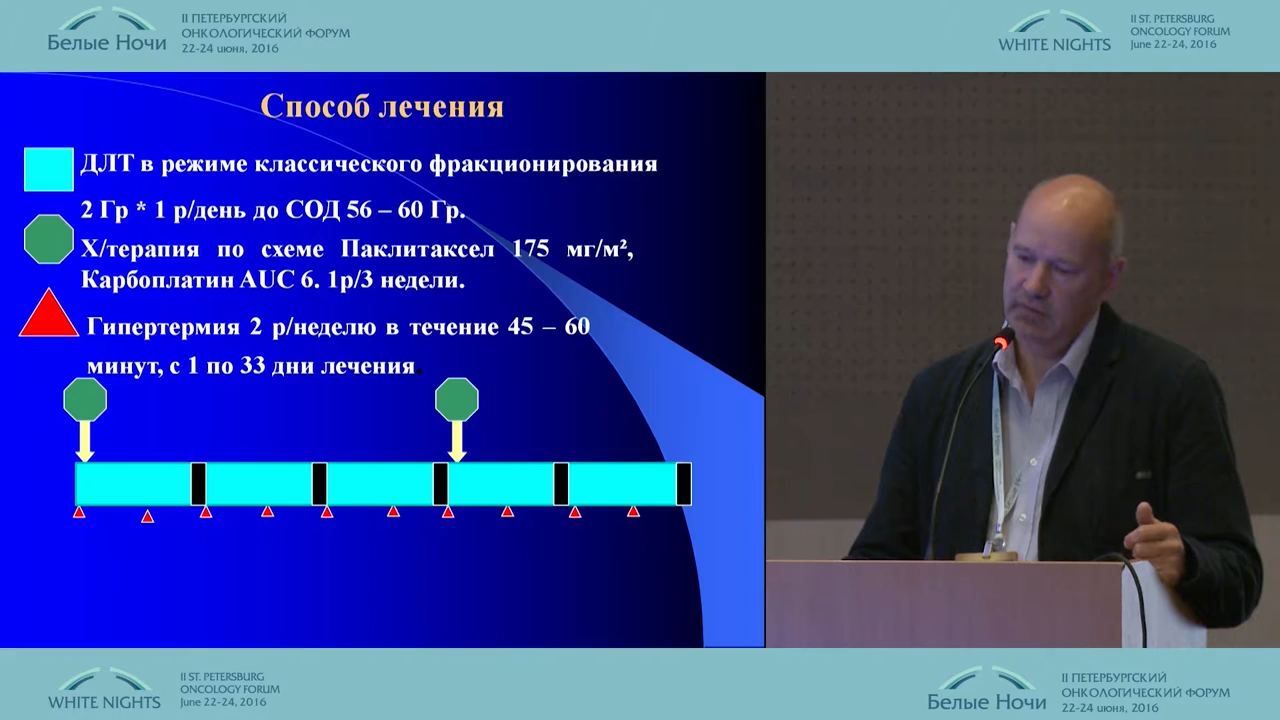 Белые Ночи
II ПЕТЕРБУРГСКИЙ
ОНКОЛОГИЧЕСКИЙ ФОРУМ
22-24 июня, 2016
WHITE NIGHTS
II ST. PETERSBURG
ONCOLOGY FORUM
June 22-24, 2016
Способ лечения
ДЛТ в режиме классического фракционирования
2 Гр * 1 р/день до СОД 56 – 60 Гр.
Х/терапия по схеме Паклитаксел 175 мг/м²,
Карбоплатин AUC 6. 1р/3 недели.
Гипертермия 2 р/неделю в течение 45 – 60
минут, с 1 по 33 дни лечения.
WHITE NIGHTS
II ST. PETERSBURG
ONCOLOGY FORUM
June 22-24, 2016
Белые Ночи
II ПЕТЕРБУРГСКИЙ
ОНКОЛОГИЧЕСКИЙ ФОРУМ
22-24 июня, 2016